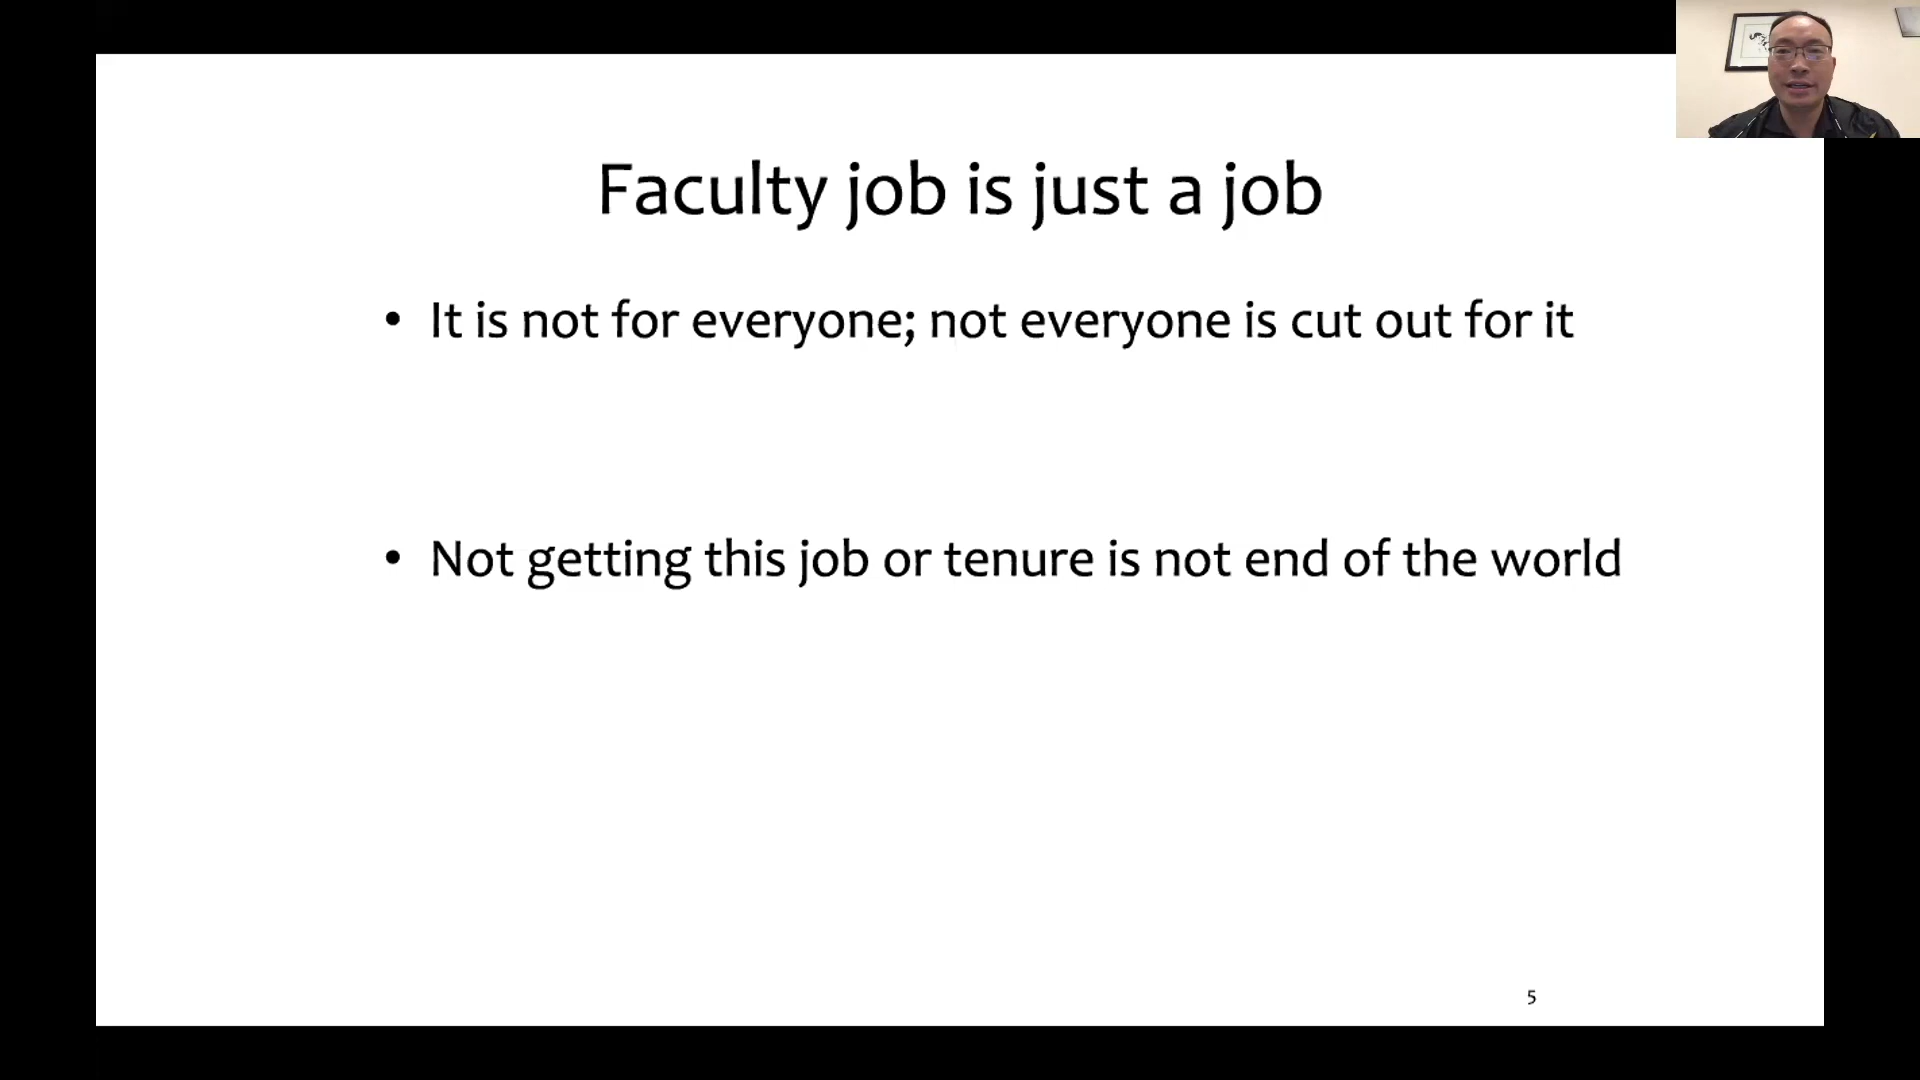 Faculty job is just a job
• It is not for everyone; not everyone is cut out for it
• Not getting this job or tenure is not end of the world
5